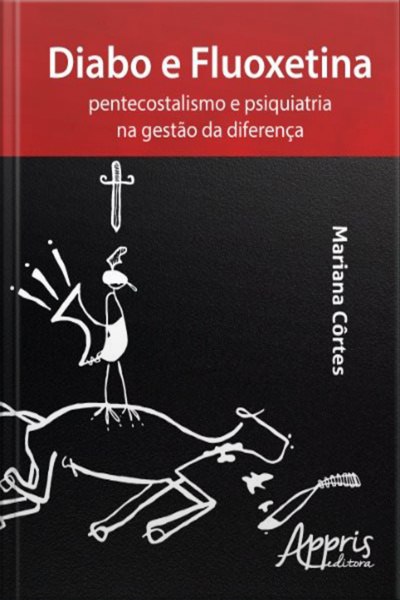 Diabo e Fluoxetina
pentecostalismo e psiquiatria
na gestão da diferença
Mariana Côrtes
Appris
editora